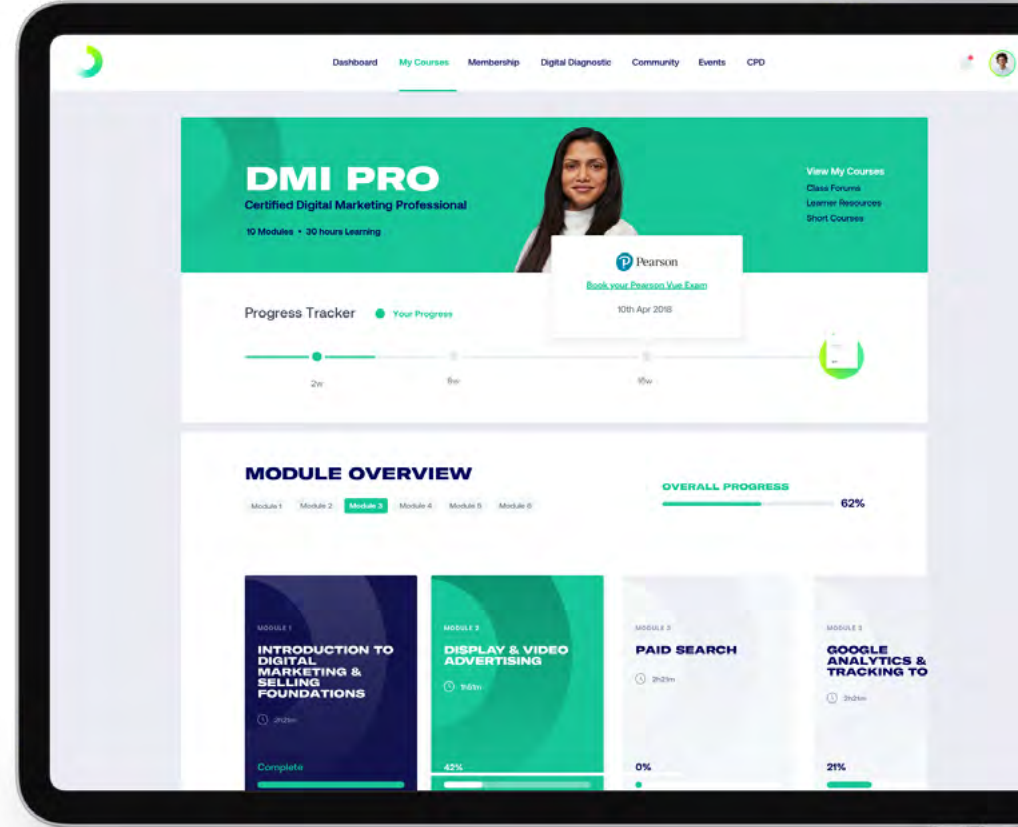 Dashboard My Courses Membership Digital Diagnostic Community Events CPD
DMI PRO
Certified Digital Marketing Professional
10 Modules • 30 hours Learning
View My Courses
Class Forums
Learner Resources
Short Courses
Pearson
Book your Pearson Vue Exam
10th Apr 2018
Progress Tracker Your Progress
2w
MODULE OVERVIEW
Module 1 Module 2 Module 3 Module 4 Module 5 Module 6
OVERALL PROGRESS
62%
MODULE 1
INTRODUCTION TO
DIGITAL
MARKETING &
SELLING
FOUNDATIONS
2h21m
Complete
MODULE 2
DISPLAY & VIDEO
ADVERTISING
1h51m
42%
MODULE 3
PAID SEARCH
2h21m
0%
MODULE 3
GOOGLE
ANALYTICS &
TRACKING TO
2h21m
21%